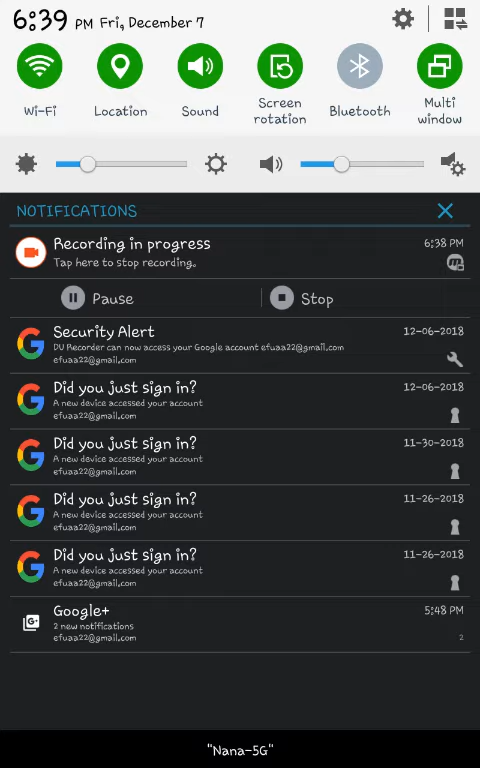 6:39 PM Fri, December 7
Wi-Fi
Location
Sound
Screen rotation
Bluetooth
Multi window
NOTIFICATIONS
Recording in progress 6:38 PM
Tap here to stop recording.
Pause Stop
Security Alert 12-06-2018
DU Recorder can now access your Google account efuaa22@gmail.com
efuaa22@gmail.com
Did you just sign in? 12-06-2018
A new device accessed your account
efuaa22@gmail.com
Did you just sign in? 11-30-2018
A new device accessed your account
efuaa22@gmail.com
Did you just sign in? 11-26-2018
A new device accessed your account
efuaa22@gmail.com
Did you just sign in? 11-26-2018
A new device accessed your account
efuaa22@gmail.com
G+ Google+ 5:48 PM
2 new notifications
efuaa22@gmail.com 2
"Nana-5G"